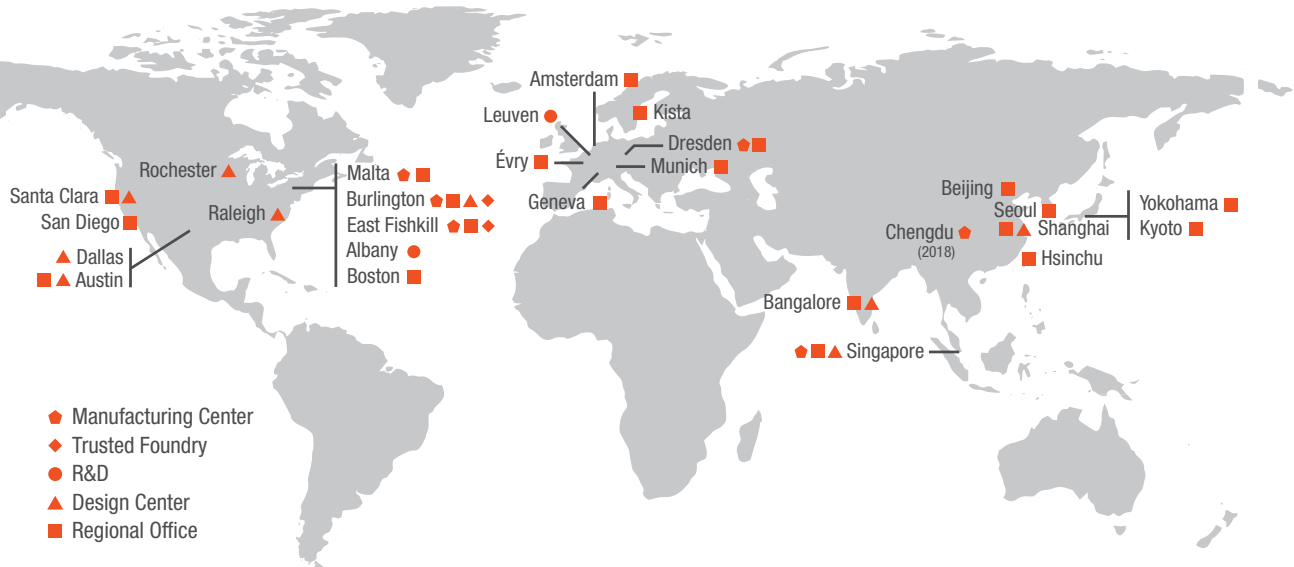 Amsterdam
Leuven
Kista
Dresden
Évry
Munich
Geneva
Rochester
Santa Clara
San Diego
Raleigh
Dallas
Austin
Malta
Burlington
East Fishkill
Albany
Boston
Beijing
Seoul
Shanghai
Chengdu
(2018)
Hsinchu
Yokohama
Kyoto
Bangalore
Singapore
Manufacturing Center
Trusted Foundry
R&D
Design Center
Regional Office